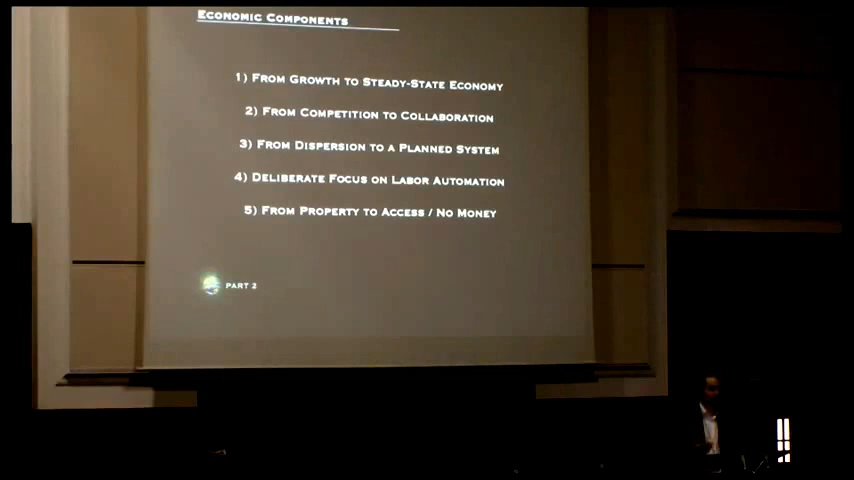 Economic Components
1) From Growth to Steady-State Economy
2) From Competition to Collaboration
3) From Dispersion to a Planned System
4) Deliberate Focus on Labor Automation
5) From Property to Access / No Money
PART 2